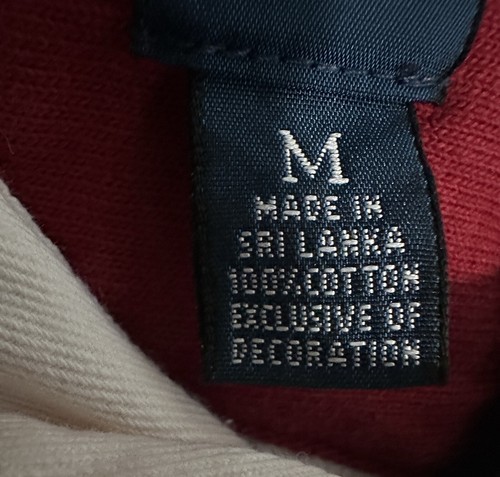 M
MADE IN
SRI LANKA
100%COTTON
EXCLUSIVE OF
DECORATION